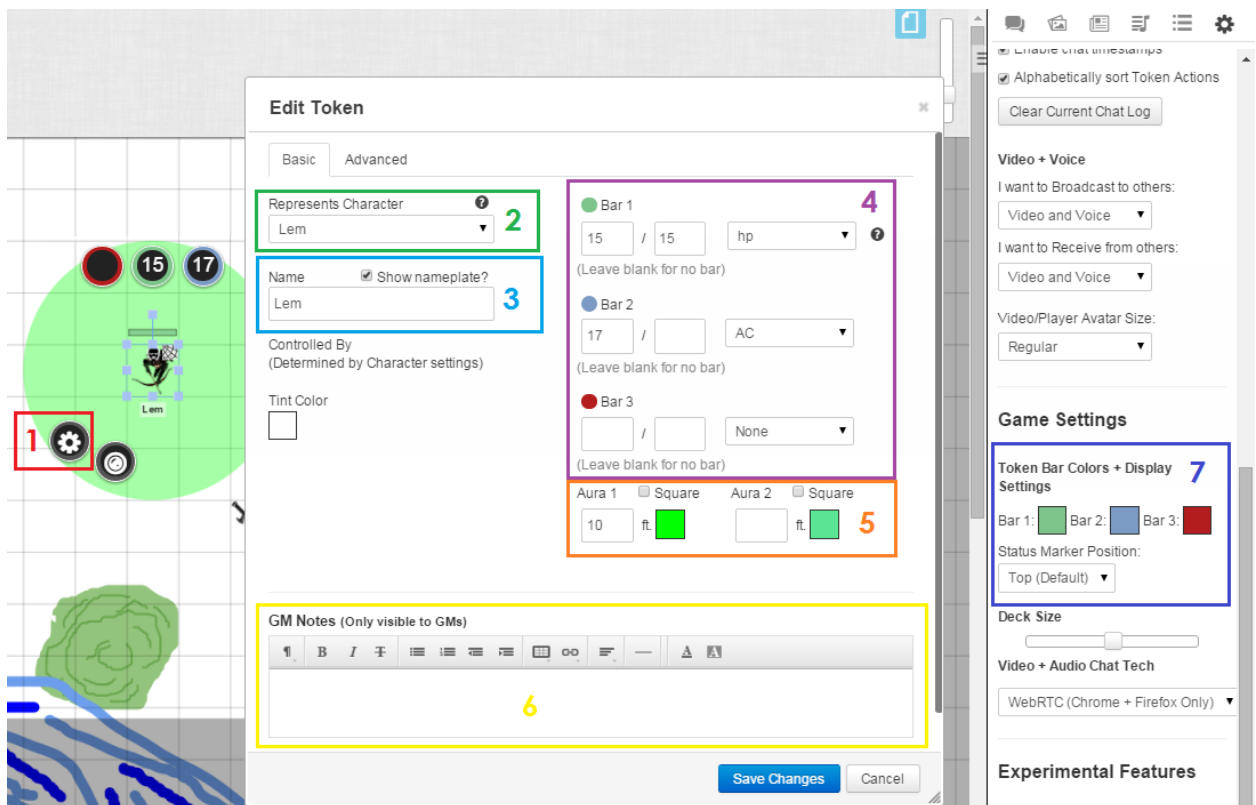 15
17
Lem
1
Edit Token
×
Basic
Advanced
Represents Character ?
Lem
2
Name Show nameplate?
Lem
3
Controlled By
(Determined by Character settings)
Tint Color
4
Bar 1
15 / 15 hp ?
(Leave blank for no bar)
Bar 2
17 / AC
(Leave blank for no bar)
Bar 3
/ None
(Leave blank for no bar)
Aura 1 Square Aura 2 Square
10 ft. ft.
5
GM Notes (Only visible to GMs)
¶ B I T A A
6
Save Changes Cancel
Enable chat timestamps
Alphabetically sort Token Actions
Clear Current Chat Log
Video + Voice
I want to Broadcast to others:
Video and Voice
I want to Receive from others:
Video and Voice
Video/Player Avatar Size:
Regular
Game Settings
Token Bar Colors + Display
Settings
7
Bar 1: Bar 2: Bar 3:
Status Marker Position:
Top (Default)
Deck Size
Video + Audio Chat Tech
WebRTC (Chrome + Firefox Only)
Experimental Features